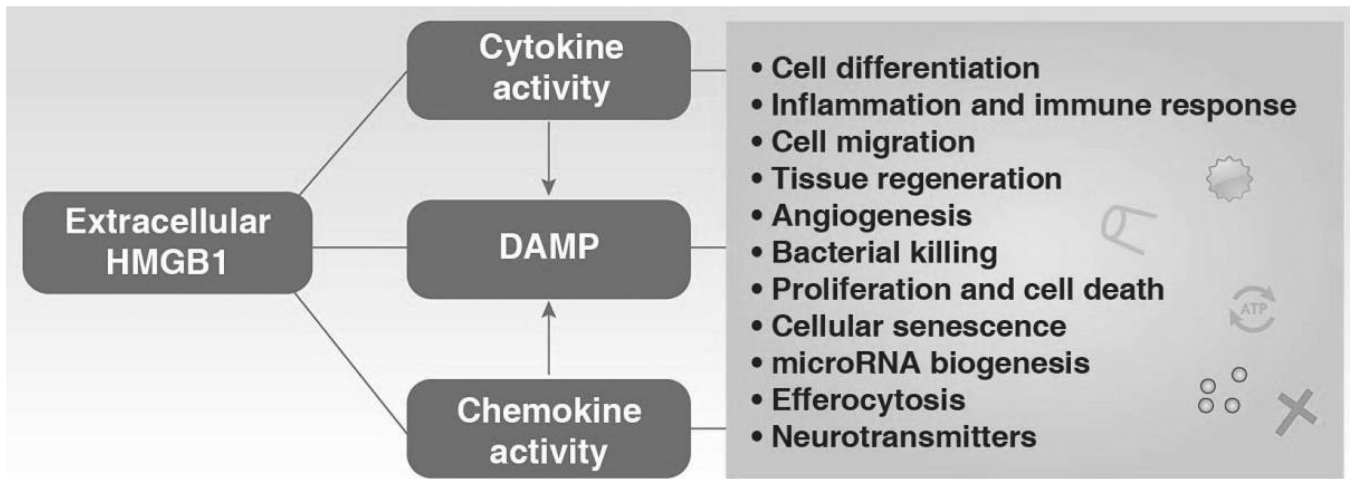 Extracellular
HMGB1
Cytokine
activity
DAMP
Chemokine
activity
• Cell differentiation
• Inflammation and immune response
• Cell migration
• Tissue regeneration
• Angiogenesis
• Bacterial killing
• Proliferation and cell death
• Cellular senescence
• microRNA biogenesis
• Efferocytosis
• Neurotransmitters
ATP